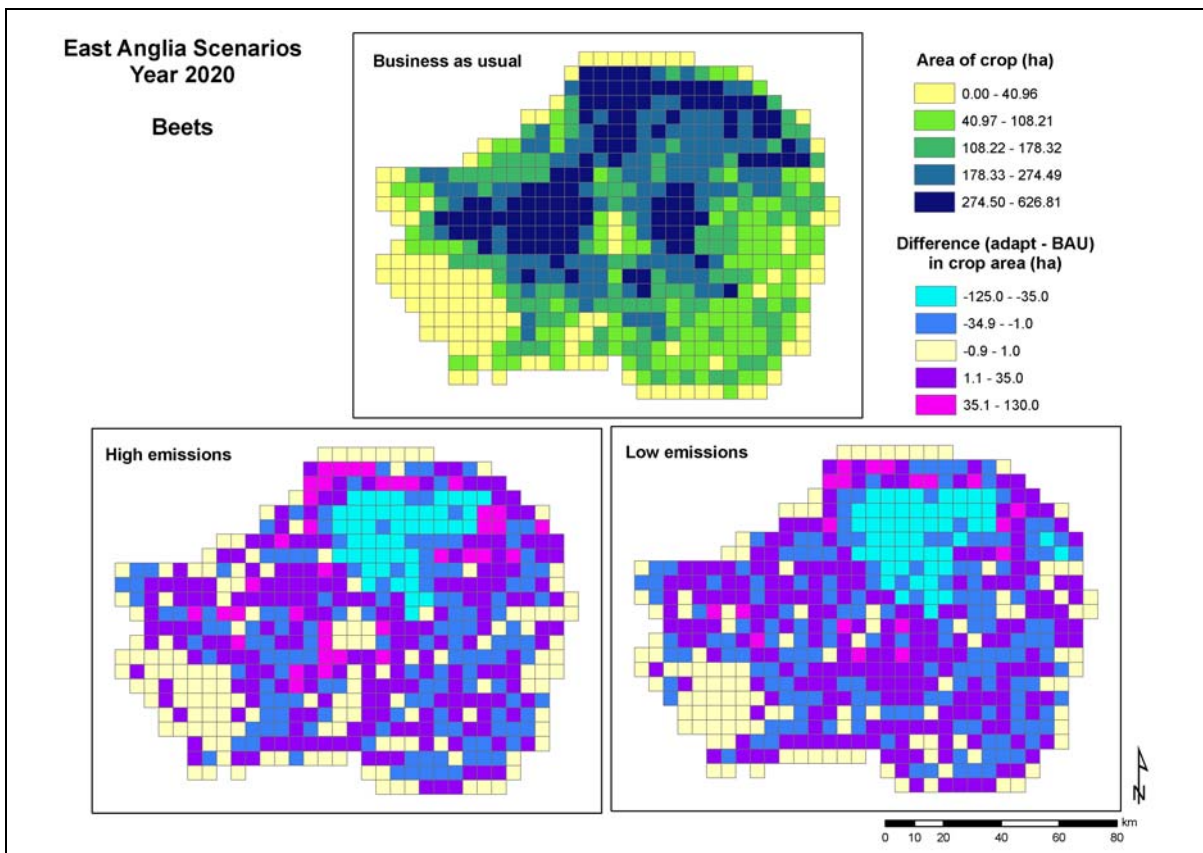 East Anglia Scenarios
Year 2020
Beets
Business as usual
Area of crop (ha)
0.00 - 40.96
40.97 - 108.21
108.22 - 178.32
178.33 - 274.49
274.50 - 626.81
Difference (adapt - BAU)
in crop area (ha)
-125.0 - -35.0
-34.9 - -1.0
-0.9 - 1.0
1.1 - 35.0
35.1 - 130.0
High emissions
Low emissions
N
km
0 10 20 40 60 80